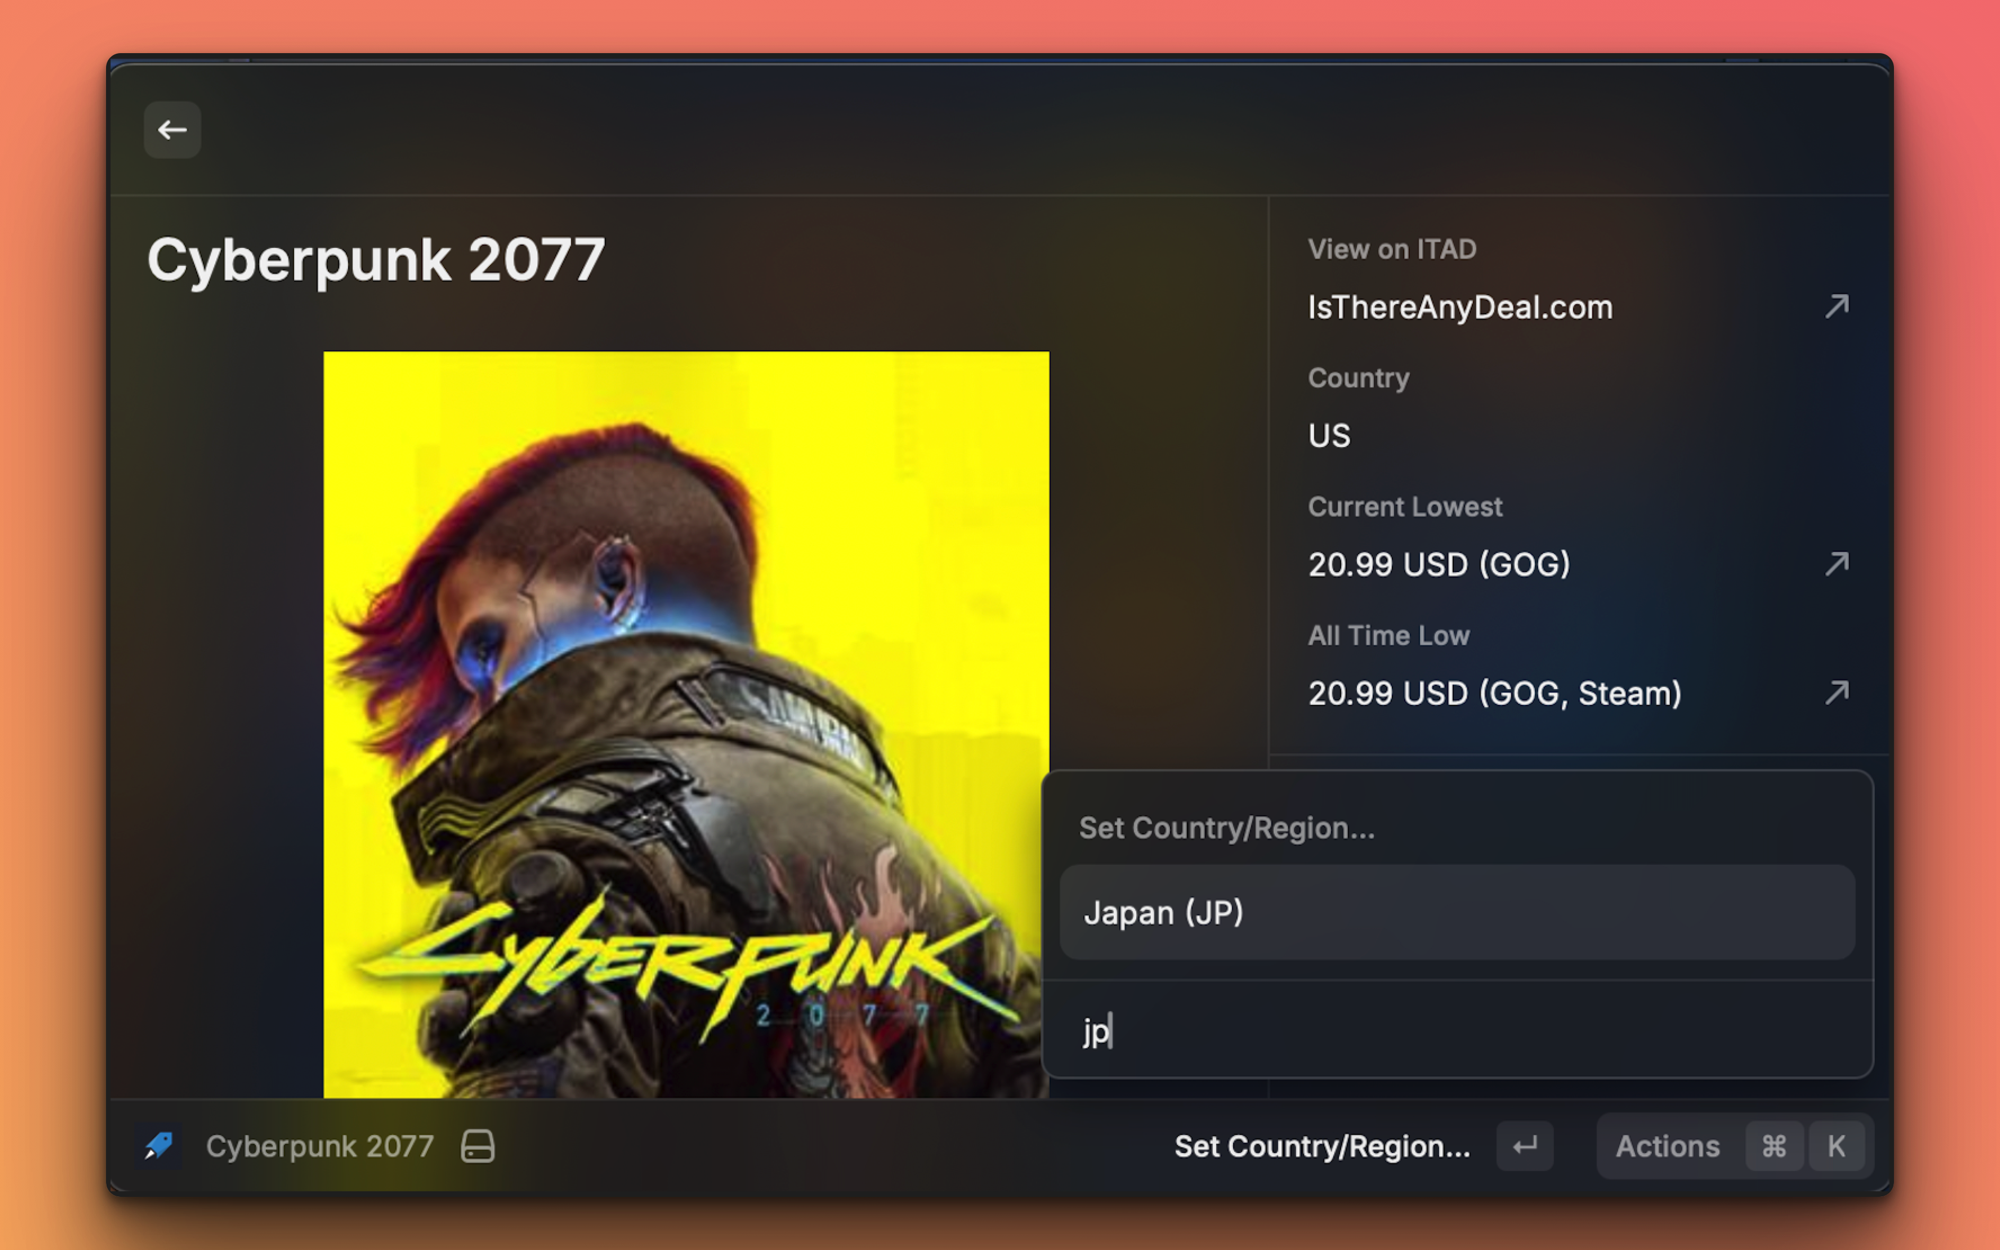 Cyberpunk 2077
View on ITAD
IsThereAnyDeal.com
Country
US
Current Lowest
20.99 USD (GOG)
All Time Low
20.99 USD (GOG, Steam)
CYBERPUNK
2077
Set Country/Region...
Japan (JP)
jp
Cyberpunk 2077
Set Country/Region...
Actions ⌘ K